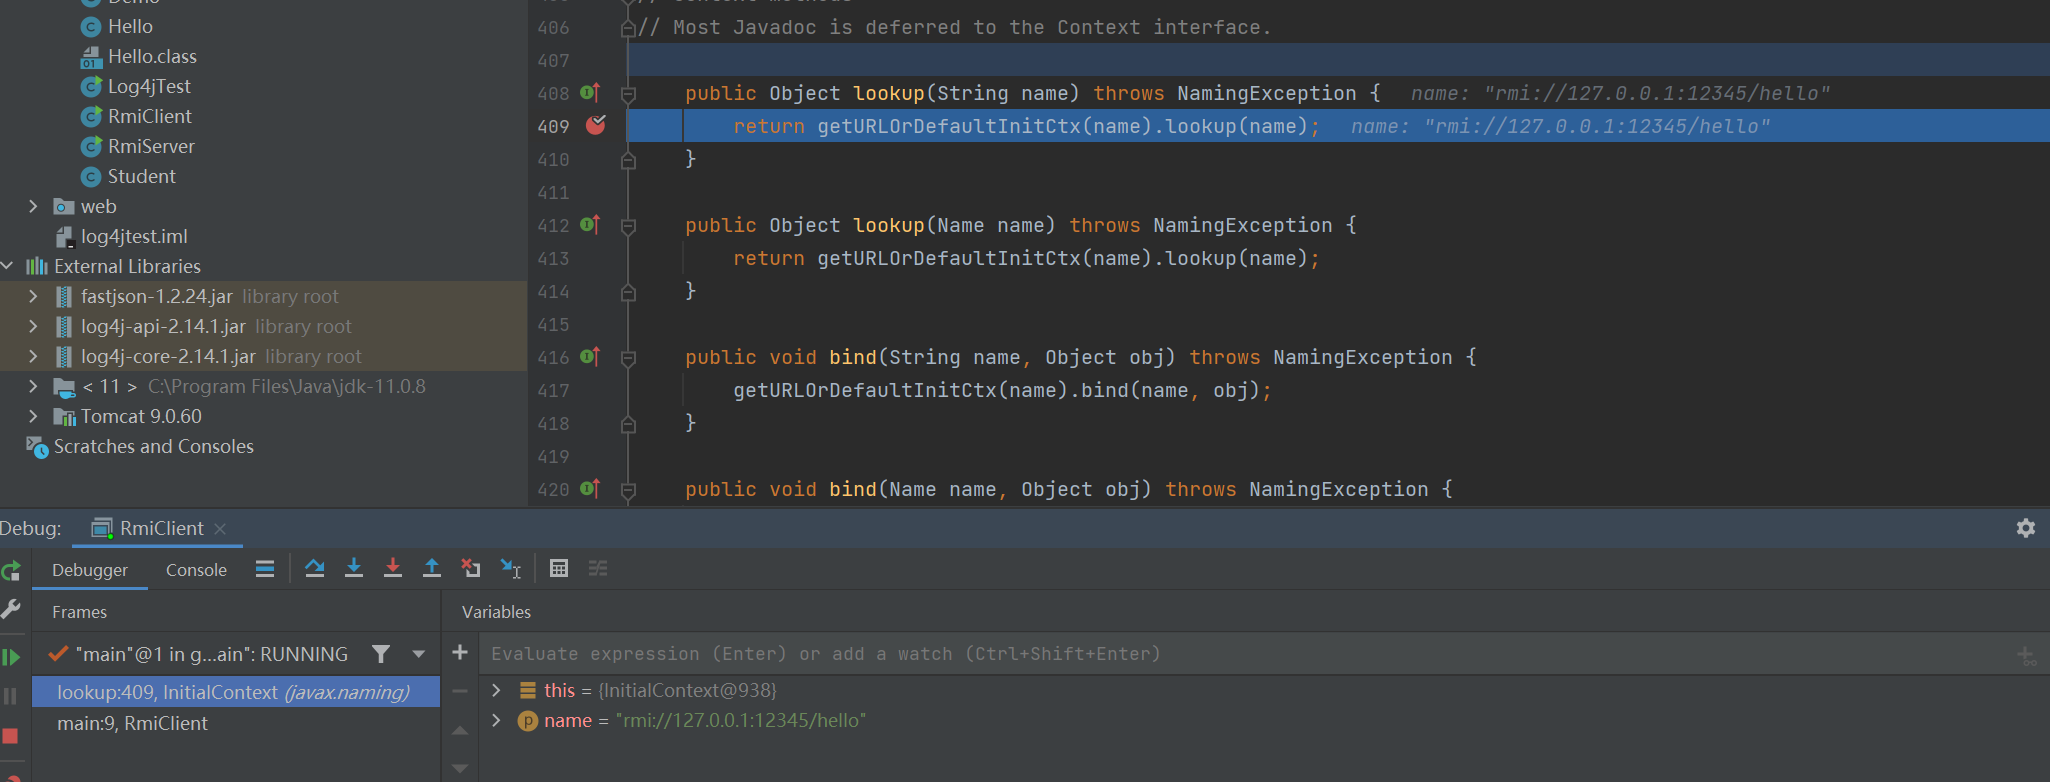 Demo
Hello
Hello.class
Log4jTest
RmiClient
RmiServer
Student
web
log4jtest.iml
External Libraries
fastjson-1.2.24.jar library root
log4j-api-2.14.1.jar library root
log4j-core-2.14.1.jar library root
< 11 > C:\Program Files\Java\jdk-11.0.8
Tomcat 9.0.60
Scratches and Consoles
406 // Most Javadoc is deferred to the Context interface.
407
408 public Object lookup(String name) throws NamingException { name: "rmi://127.0.0.1:12345/hello"
409 return getURLOrDefaultInitCtx(name).lookup(name); name: "rmi://127.0.0.1:12345/hello"
410 }
411
412 public Object lookup(Name name) throws NamingException {
413 return getURLOrDefaultInitCtx(name).lookup(name);
414 }
415
416 public void bind(String name, Object obj) throws NamingException {
417 getURLOrDefaultInitCtx(name).bind(name, obj);
418 }
419
420 public void bind(Name name, Object obj) throws NamingException {
Debug: RmiClient
Debugger Console
Frames
"main"@1 in g...ain": RUNNING
lookup:409, InitialContext (javax.naming)
main:9, RmiClient
Variables
Evaluate expression (Enter) or add a watch (Ctrl+Shift+Enter)
this = {InitialContext@938}
name = "rmi://127.0.0.1:12345/hello"